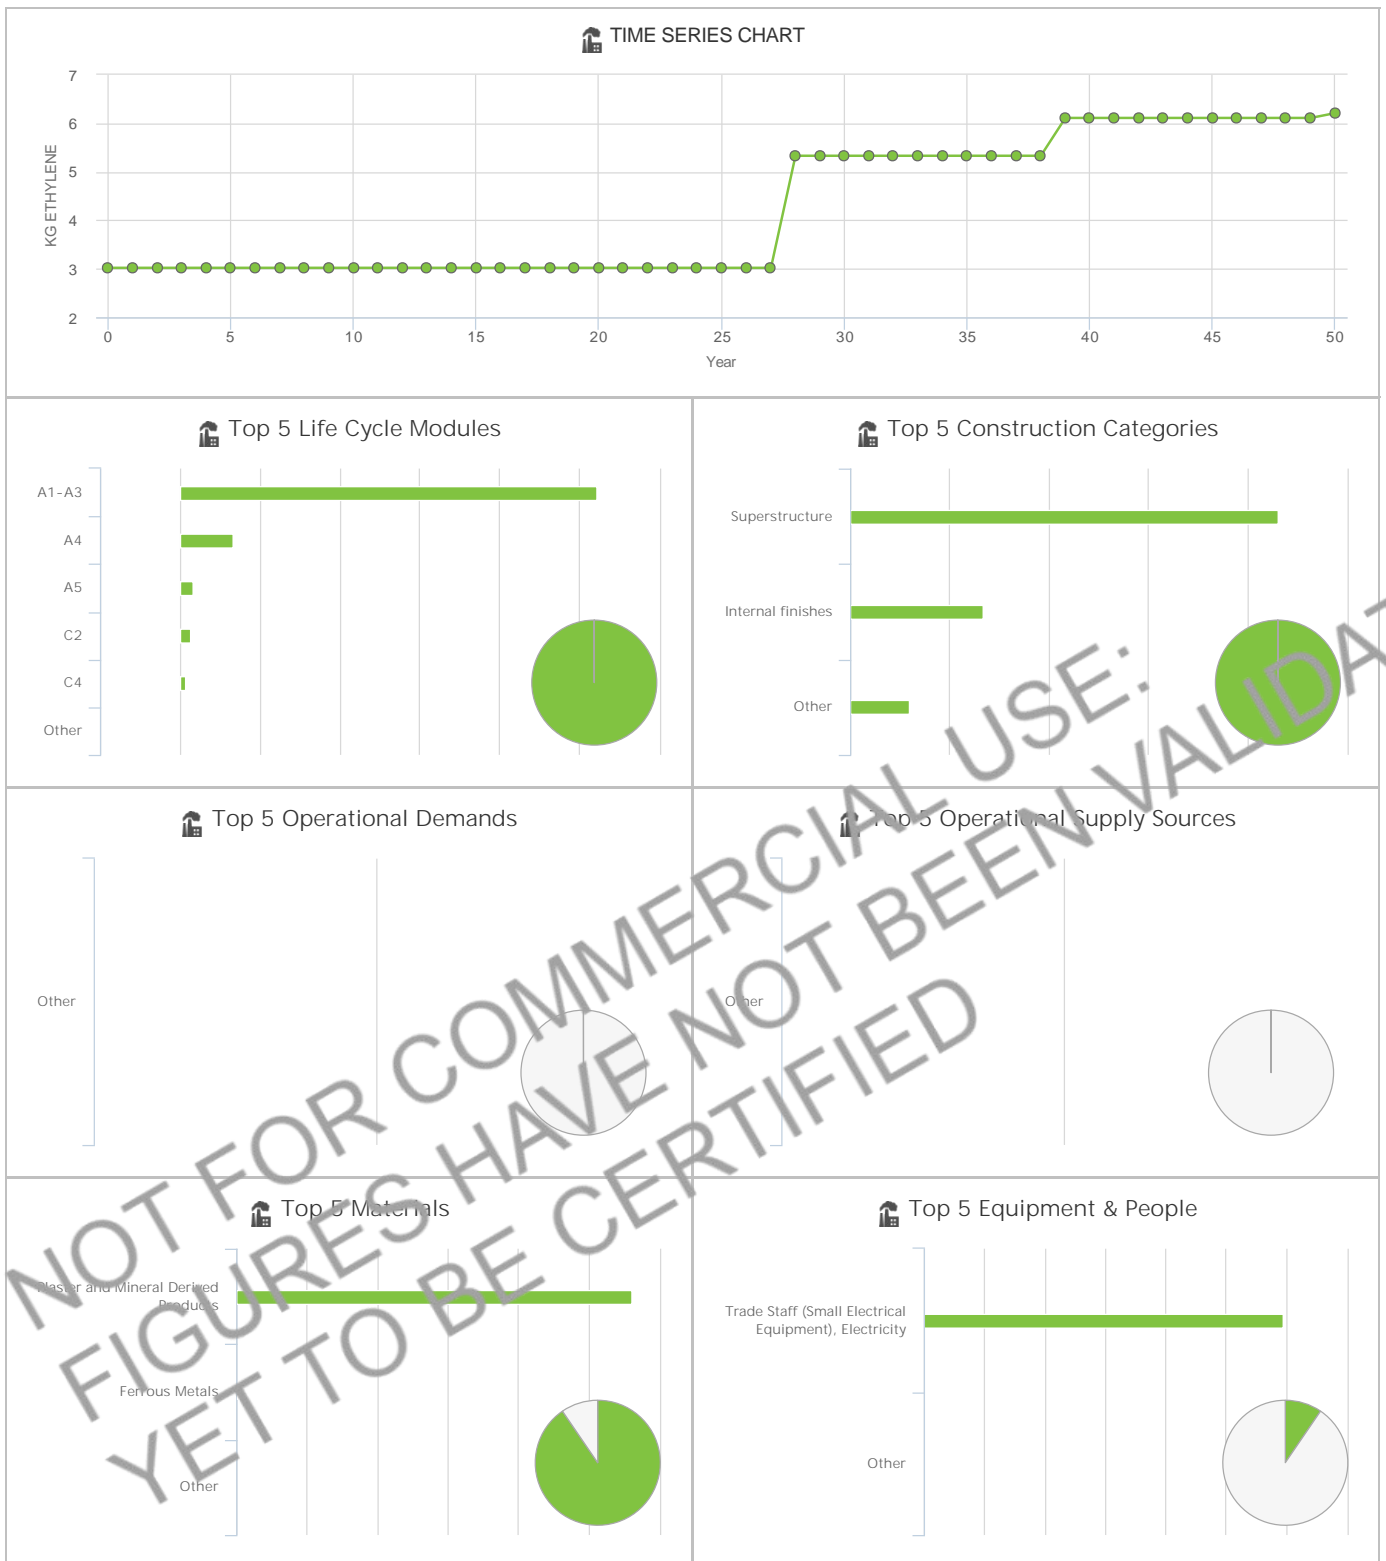 TIME SERIES CHART
KG ETHYLENE
7
6
5
4
3
2
0 5 10 15 20 25 30 35 40 45 50
Year
Top 5 Life Cycle Modules
A1-A3
A4
A5
C2
C4
Other
Top 5 Construction Categories
Superstructure
Internal finishes
Other
Top 5 Operational Demands
Other
Top 5 Operational Supply Sources
Other
Top 5 Materials
Plaster and Mineral Derived
Products
Ferrous Metals
Other
Top 5 Equipment & People
Trade Staff (Small Electrical
Equipment), Electricity
Other
NOT FOR COMMERCIAL USE:
FIGURES HAVE NOT BEEN VALIDAT
YET TO BE CERTIFIED